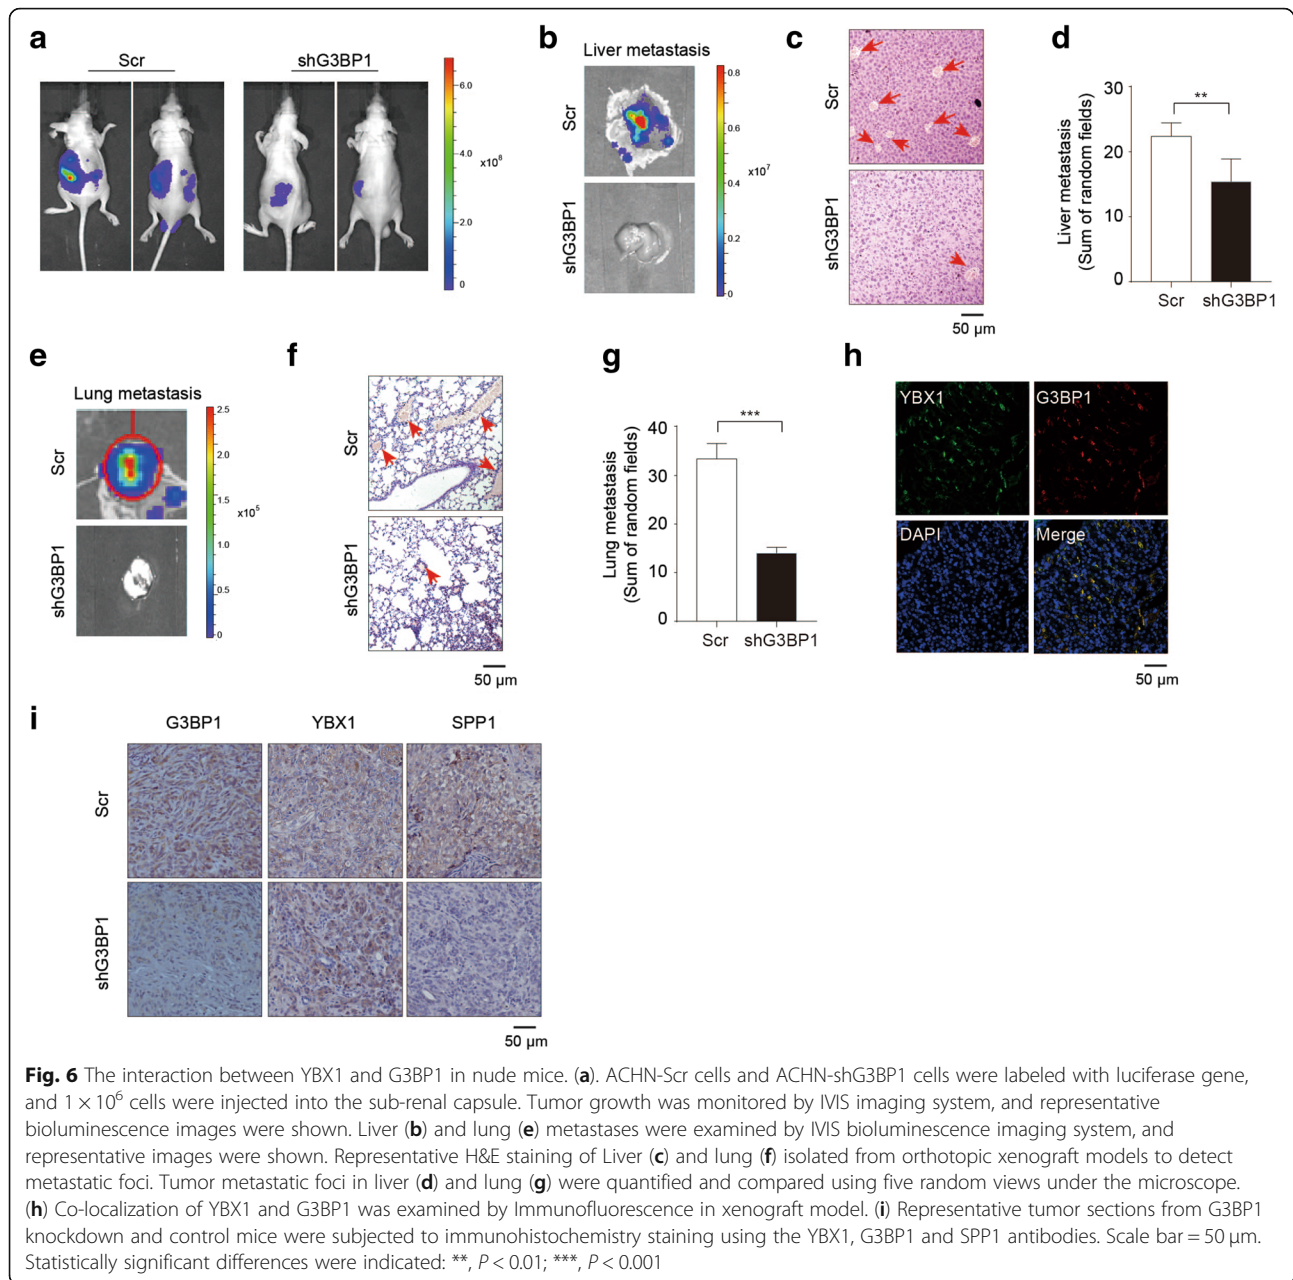 a
Scr
shG3BP1
6.0
4.0
x10⁸
2.0
0
b
Liver metastasis
Scr
shG3BP1
0.8
0.6
x10⁷
0.4
0.2
0
c
Scr
shG3BP1
50 µm
d
Liver metastasis
(Sum of random fields)
30
20
10
0
**
Scr
shG3BP1
e
Lung metastasis
Scr
shG3BP1
2.5
2.0
1.5
x10⁵
1.0
0.5
0
f
Scr
shG3BP1
50 µm
g
Lung metastasis
(Sum of random fields)
40
30
20
10
0
***
Scr
shG3BP1
h
YBX1
G3BP1
DAPI
Merge
50 µm
i
G3BP1
YBX1
SPP1
Scr
shG3BP1
50 µm
Fig. 6 The interaction between YBX1 and G3BP1 in nude mice. (a). ACHN-Scr cells and ACHN-shG3BP1 cells were labeled with luciferase gene,
and 1 × 10⁶ cells were injected into the sub-renal capsule. Tumor growth was monitored by IVIS imaging system, and representative
bioluminescence images were shown. Liver (b) and lung (e) metastases were examined by IVIS bioluminescence imaging system, and
representative images were shown. Representative H&E staining of Liver (c) and lung (f) isolated from orthotopic xenograft models to detect
metastatic foci. Tumor metastatic foci in liver (d) and lung (g) were quantified and compared using five random views under the microscope.
(h) Co-localization of YBX1 and G3BP1 was examined by Immunofluorescence in xenograft model. (i) Representative tumor sections from G3BP1
knockdown and control mice were subjected to immunohistochemistry staining using the YBX1, G3BP1 and SPP1 antibodies. Scale bar = 50 µm.
Statistically significant differences were indicated: **, P < 0.01; ***, P < 0.001